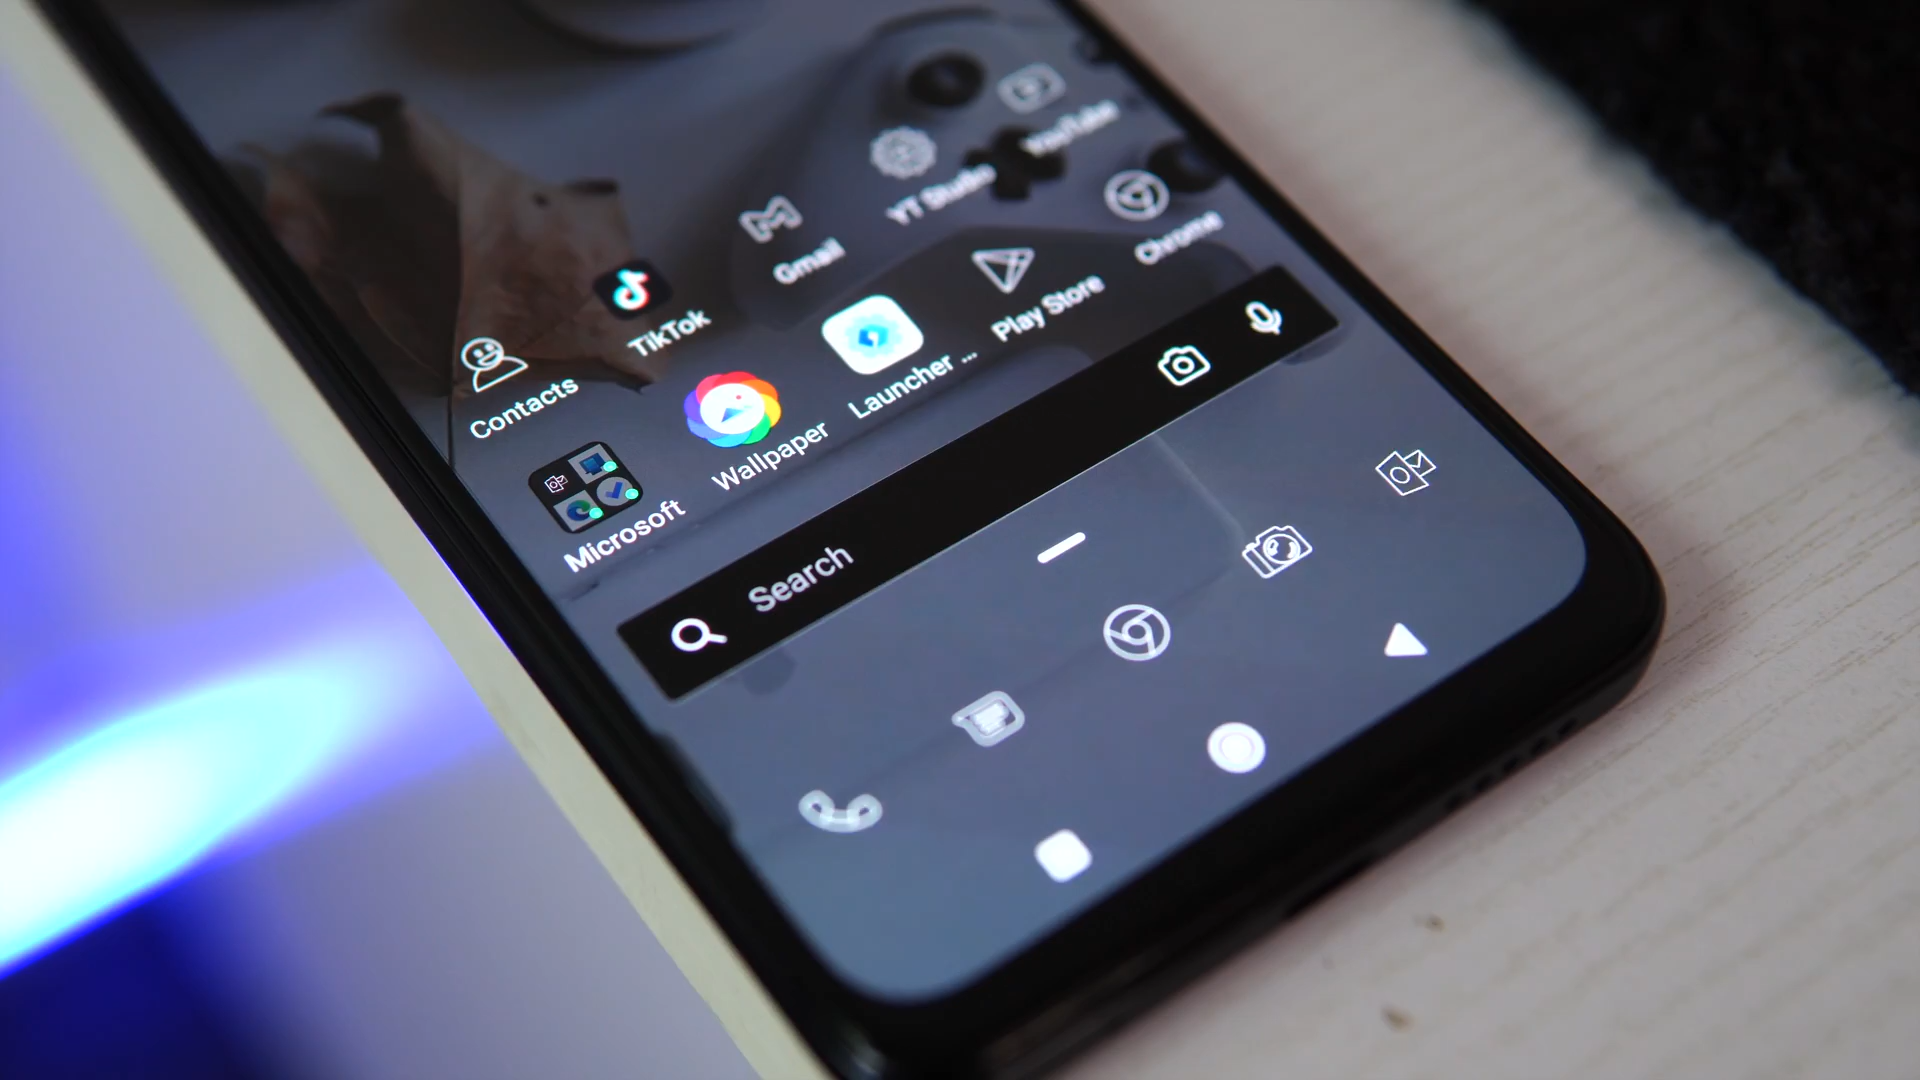 Contacts
TikTok
Gmail
YT Studio
YouTube
Microsoft
Wallpaper
Launcher ...
Play Store
Chrome
Search